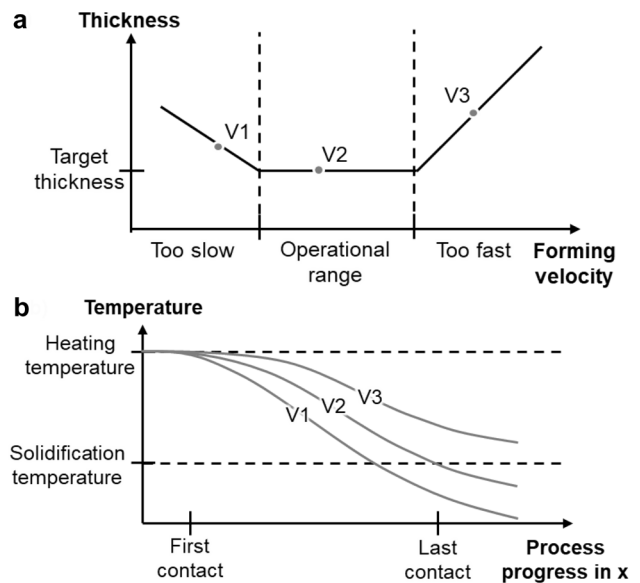 a
Thickness
V1
V2
V3
Target
thickness
Too slow
Operational
range
Too fast
Forming
velocity
b
Temperature
Heating
temperature
V1
V2
V3
Solidification
temperature
First
contact
Last
contact
Process
progress in x